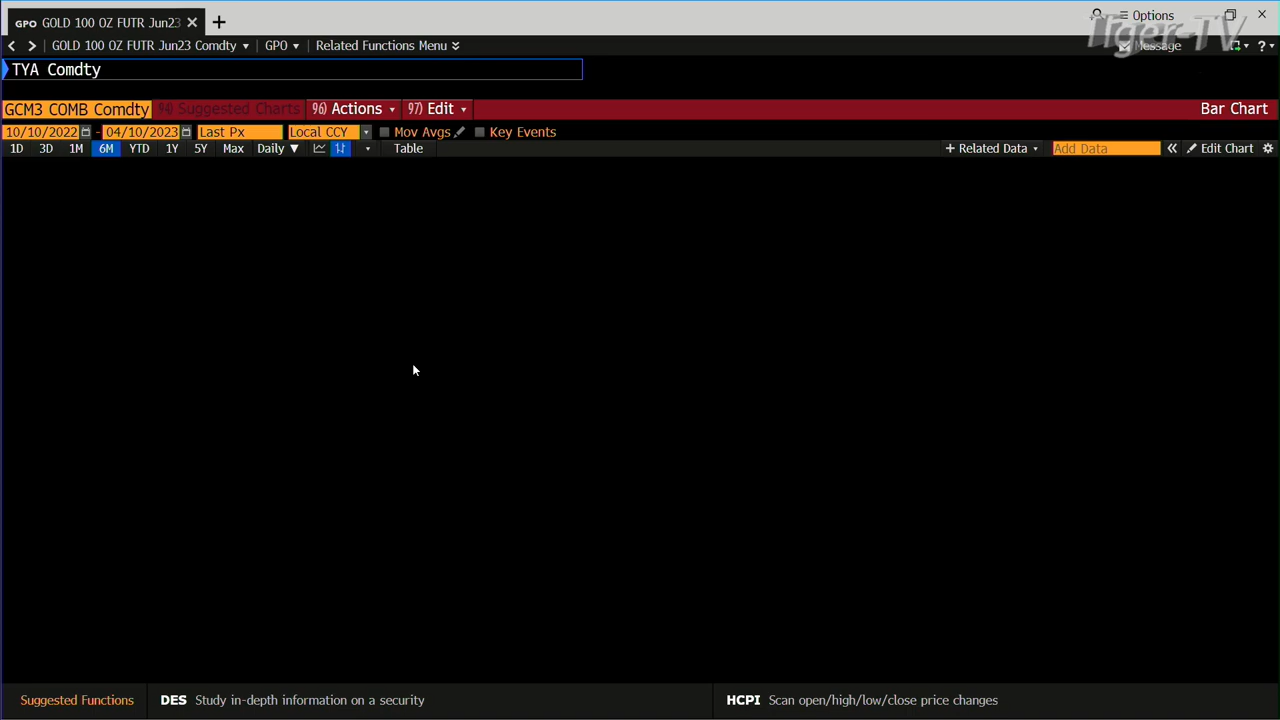 GPO GOLD 100 OZ FUTR Jun23
Options
GOLD 100 OZ FUTR Jun23 Comdty GPO Related Functions Menu Message
Tiger-TV
TYA Comdty
GCM3 COMB Comdty 94) Suggested Charts 96) Actions 97) Edit Bar Chart
10/10/2022 - 04/10/2023 Last Px Local CCY Mov Avgs Key Events
1D 3D 1M 6M YTD 1Y 5Y Max Daily Table + Related Data Add Data Edit Chart
Suggested Functions DES Study in-depth information on a security HCPI Scan open/high/low/close price changes